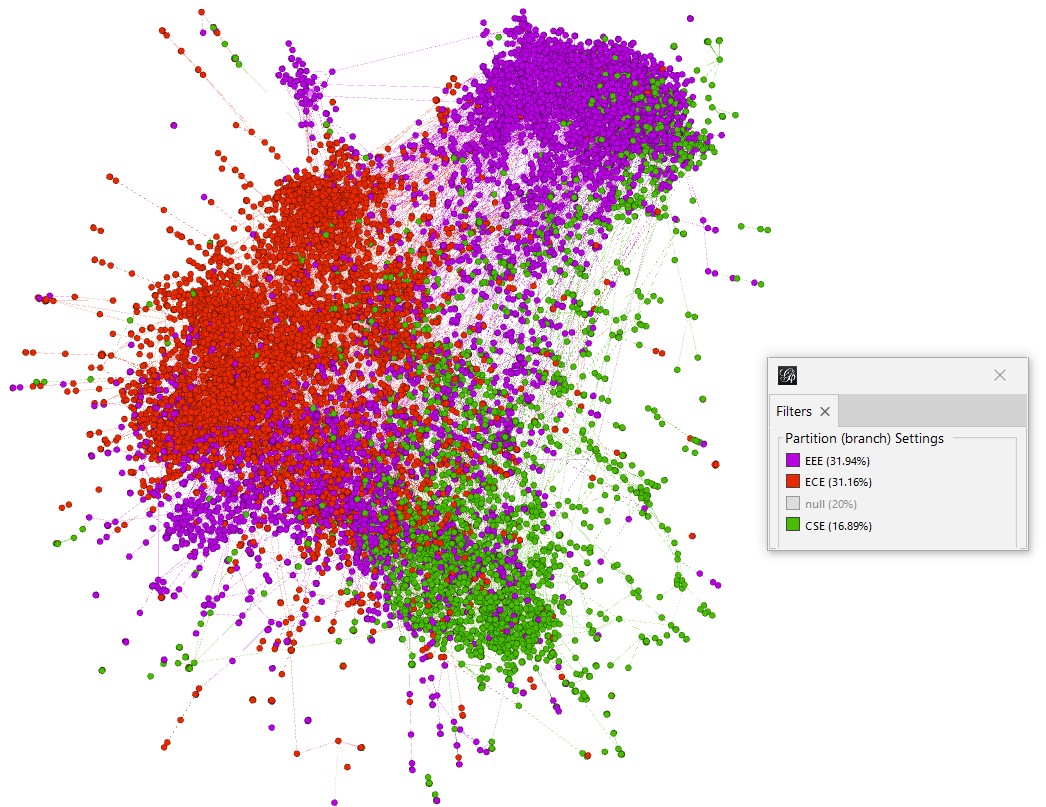 Filters
Partition (branch) Settings
EEE (31.94%)
ECE (31.16%)
null (20%)
CSE (16.89%)